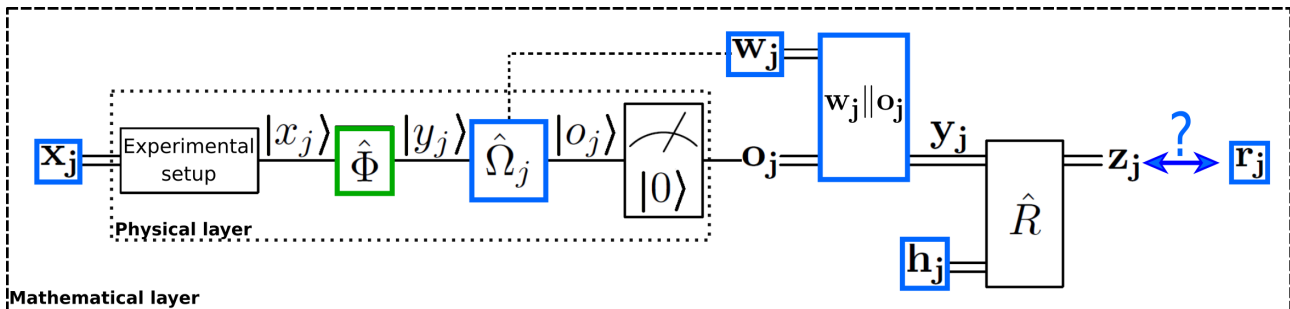 x_j
Experimental
setup
|x_j⟩
Φ̂
|y_j⟩
Ω̂_j
|o_j⟩
|0⟩
Physical layer
w_j
o_j
w_j||o_j
y_j
h_j
R̂
z_j
?
r_j
Mathematical layer